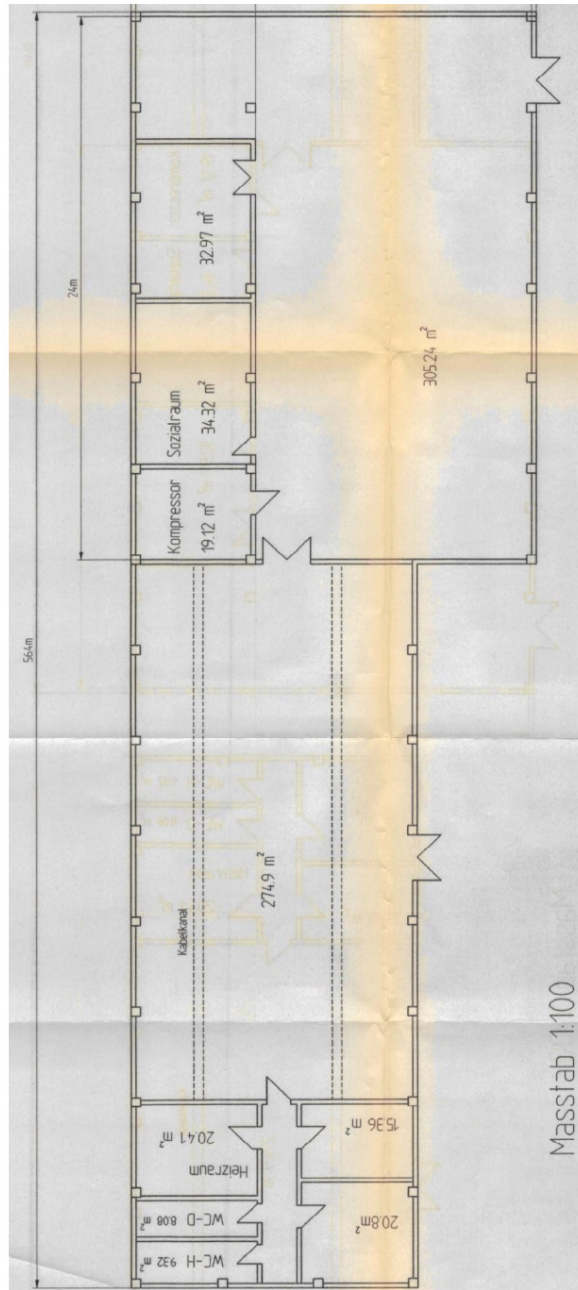 24m
564m
32.97 m²
Sozialraum
34.32 m²
Kompressor
19.12 m²
305.24 m²
Kabelkanal
274.9 m²
20.41 m²
Heizraum
15.36 m²
WC-D 8.08 m²
WC-H 9.32 m²
20.8m²
Masstab 1:100